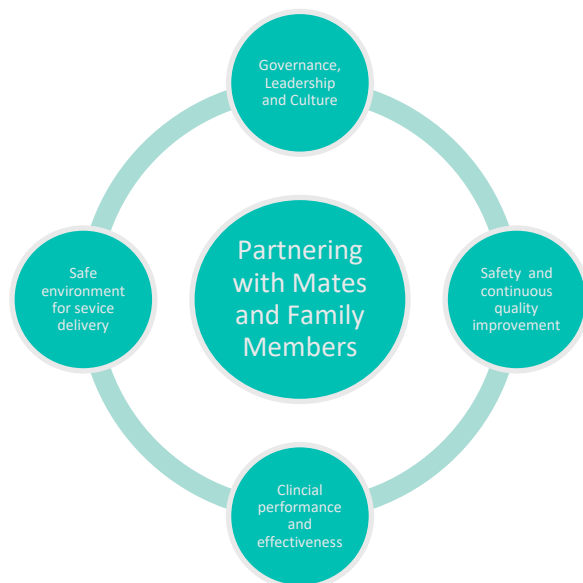 Governance,
Leadership
and Culture
Partnering
with Mates
and Family
Members
Safe
environment
for sevice
delivery
Safety and
continuous
quality
improvement
Clincial
performance
and
effectiveness